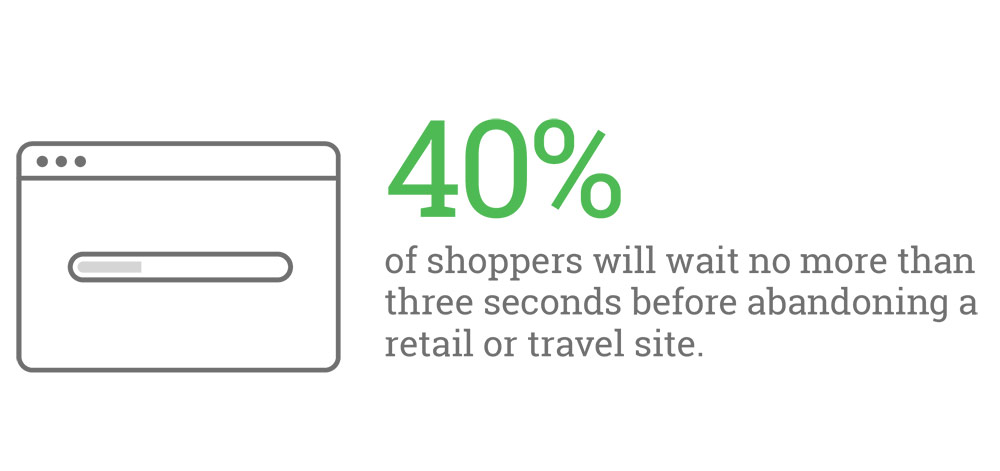 40%
of shoppers will wait no more than
three seconds before abandoning a
retail or travel site.